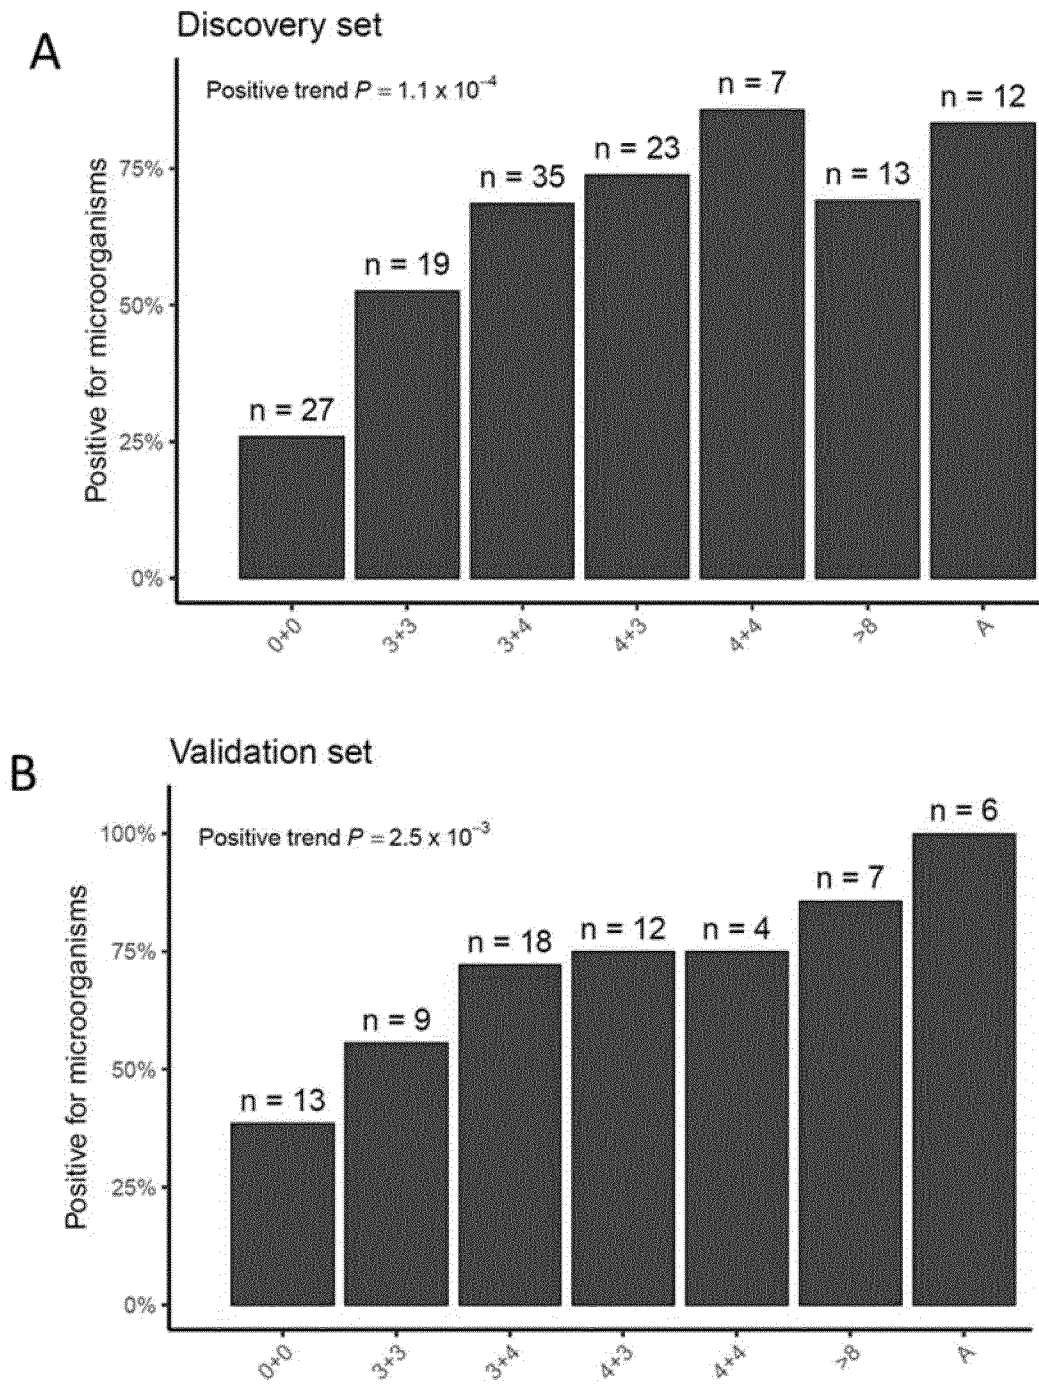 A
Discovery set
Positive trend P = 1.1 x 10⁻⁴
Positive for microorganisms
75%
50%
25%
0%
n = 27
n = 19
n = 35
n = 23
n = 7
n = 13
n = 12
0+0
3+3
3+4
4+3
4+4
>8
A
B
Validation set
Positive trend P = 2.5 x 10⁻³
Positive for microorganisms
100%
75%
50%
25%
0%
n = 13
n = 9
n = 18
n = 12
n = 4
n = 7
n = 6
0+0
3+3
3+4
4+3
4+4
>8
A